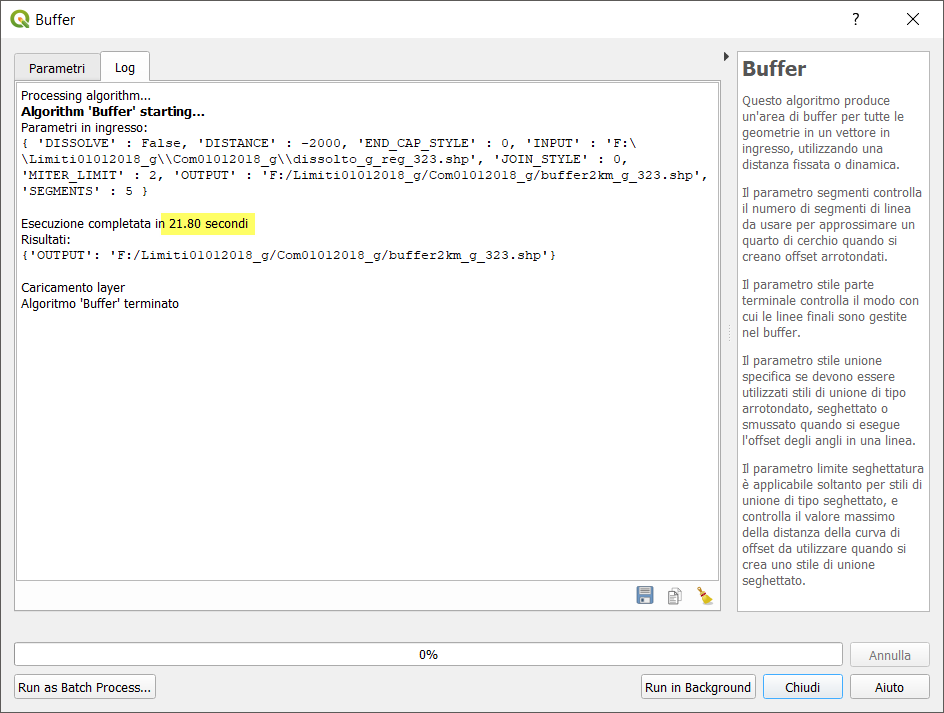 Buffer
?
Parametri
Log
Processing algorithm...
Algorithm 'Buffer' starting...
Parametri in ingresso:
{ 'DISSOLVE' : False, 'DISTANCE' : -2000, 'END_CAP_STYLE' : 0, 'INPUT' : 'F:\
\Limiti01012018_g\\Com01012018_g\\dissolto_g_reg_323.shp', 'JOIN_STYLE' : 0,
'MITER_LIMIT' : 2, 'OUTPUT' : 'F:/Limiti01012018_g/Com01012018_g/buffer2km_g_323.shp',
'SEGMENTS' : 5 }
Esecuzione completata in 21.80 secondi
Risultati:
{'OUTPUT': 'F:/Limiti01012018_g/Com01012018_g/buffer2km_g_323.shp'}
Caricamento layer
Algoritmo 'Buffer' terminato
Buffer
Questo algoritmo produce
un'area di buffer per tutte le
geometrie in un vettore in
ingresso, utilizzando una
distanza fissata o dinamica.
Il parametro segmenti controlla
il numero di segmenti di linea
da usare per approssimare un
quarto di cerchio quando si
creano offset arrotondati.
Il parametro stile parte
terminale controlla il modo con
cui le linee finali sono gestite
nel buffer.
Il parametro stile unione
specifica se devono essere
utilizzati stili di unione di tipo
arrotondato, seghettato o
smussato quando si esegue
l'offset degli angli in una linea.
Il parametro limite seghettatura
è applicabile soltanto per stili di
unione di tipo seghettato, e
controlla il valore massimo
della distanza della curva di
offset da utilizzare quando si
crea uno stile di unione
seghettato.
0%
Annulla
Run as Batch Process...
Run in Background
Chiudi
Aiuto